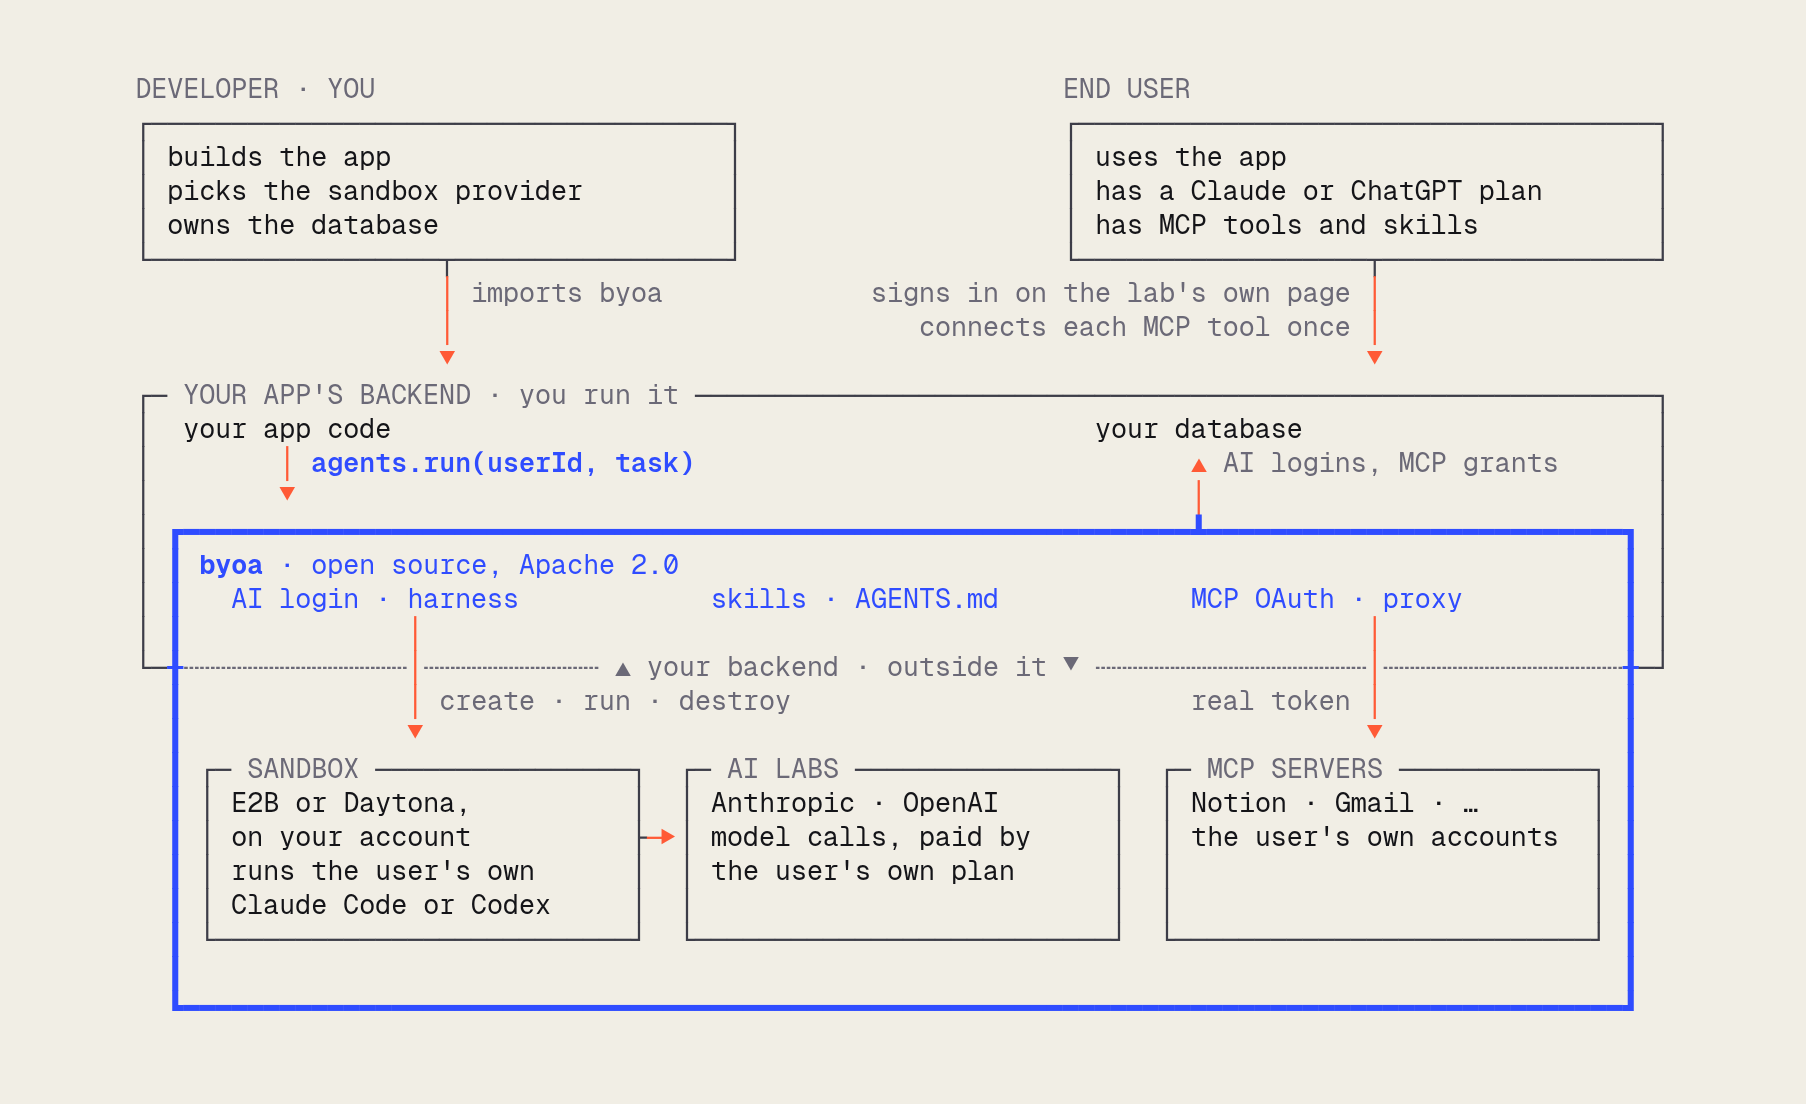 DEVELOPER · YOU
END USER
builds the app
picks the sandbox provider
owns the database
uses the app
has a Claude or ChatGPT plan
has MCP tools and skills
imports byoa
signs in on the lab's own page
connects each MCP tool once
YOUR APP'S BACKEND · you run it
your app code
agents.run(userId, task)
your database
AI logins, MCP grants
byoa · open source, Apache 2.0
AI login · harness
skills · AGENTS.md
MCP OAuth · proxy
▲ your backend · outside it ▼
create · run · destroy
real token
SANDBOX
E2B or Daytona,
on your account
runs the user's own
Claude Code or Codex
AI LABS
Anthropic · OpenAI
model calls, paid by
the user's own plan
MCP SERVERS
Notion · Gmail · …
the user's own accounts